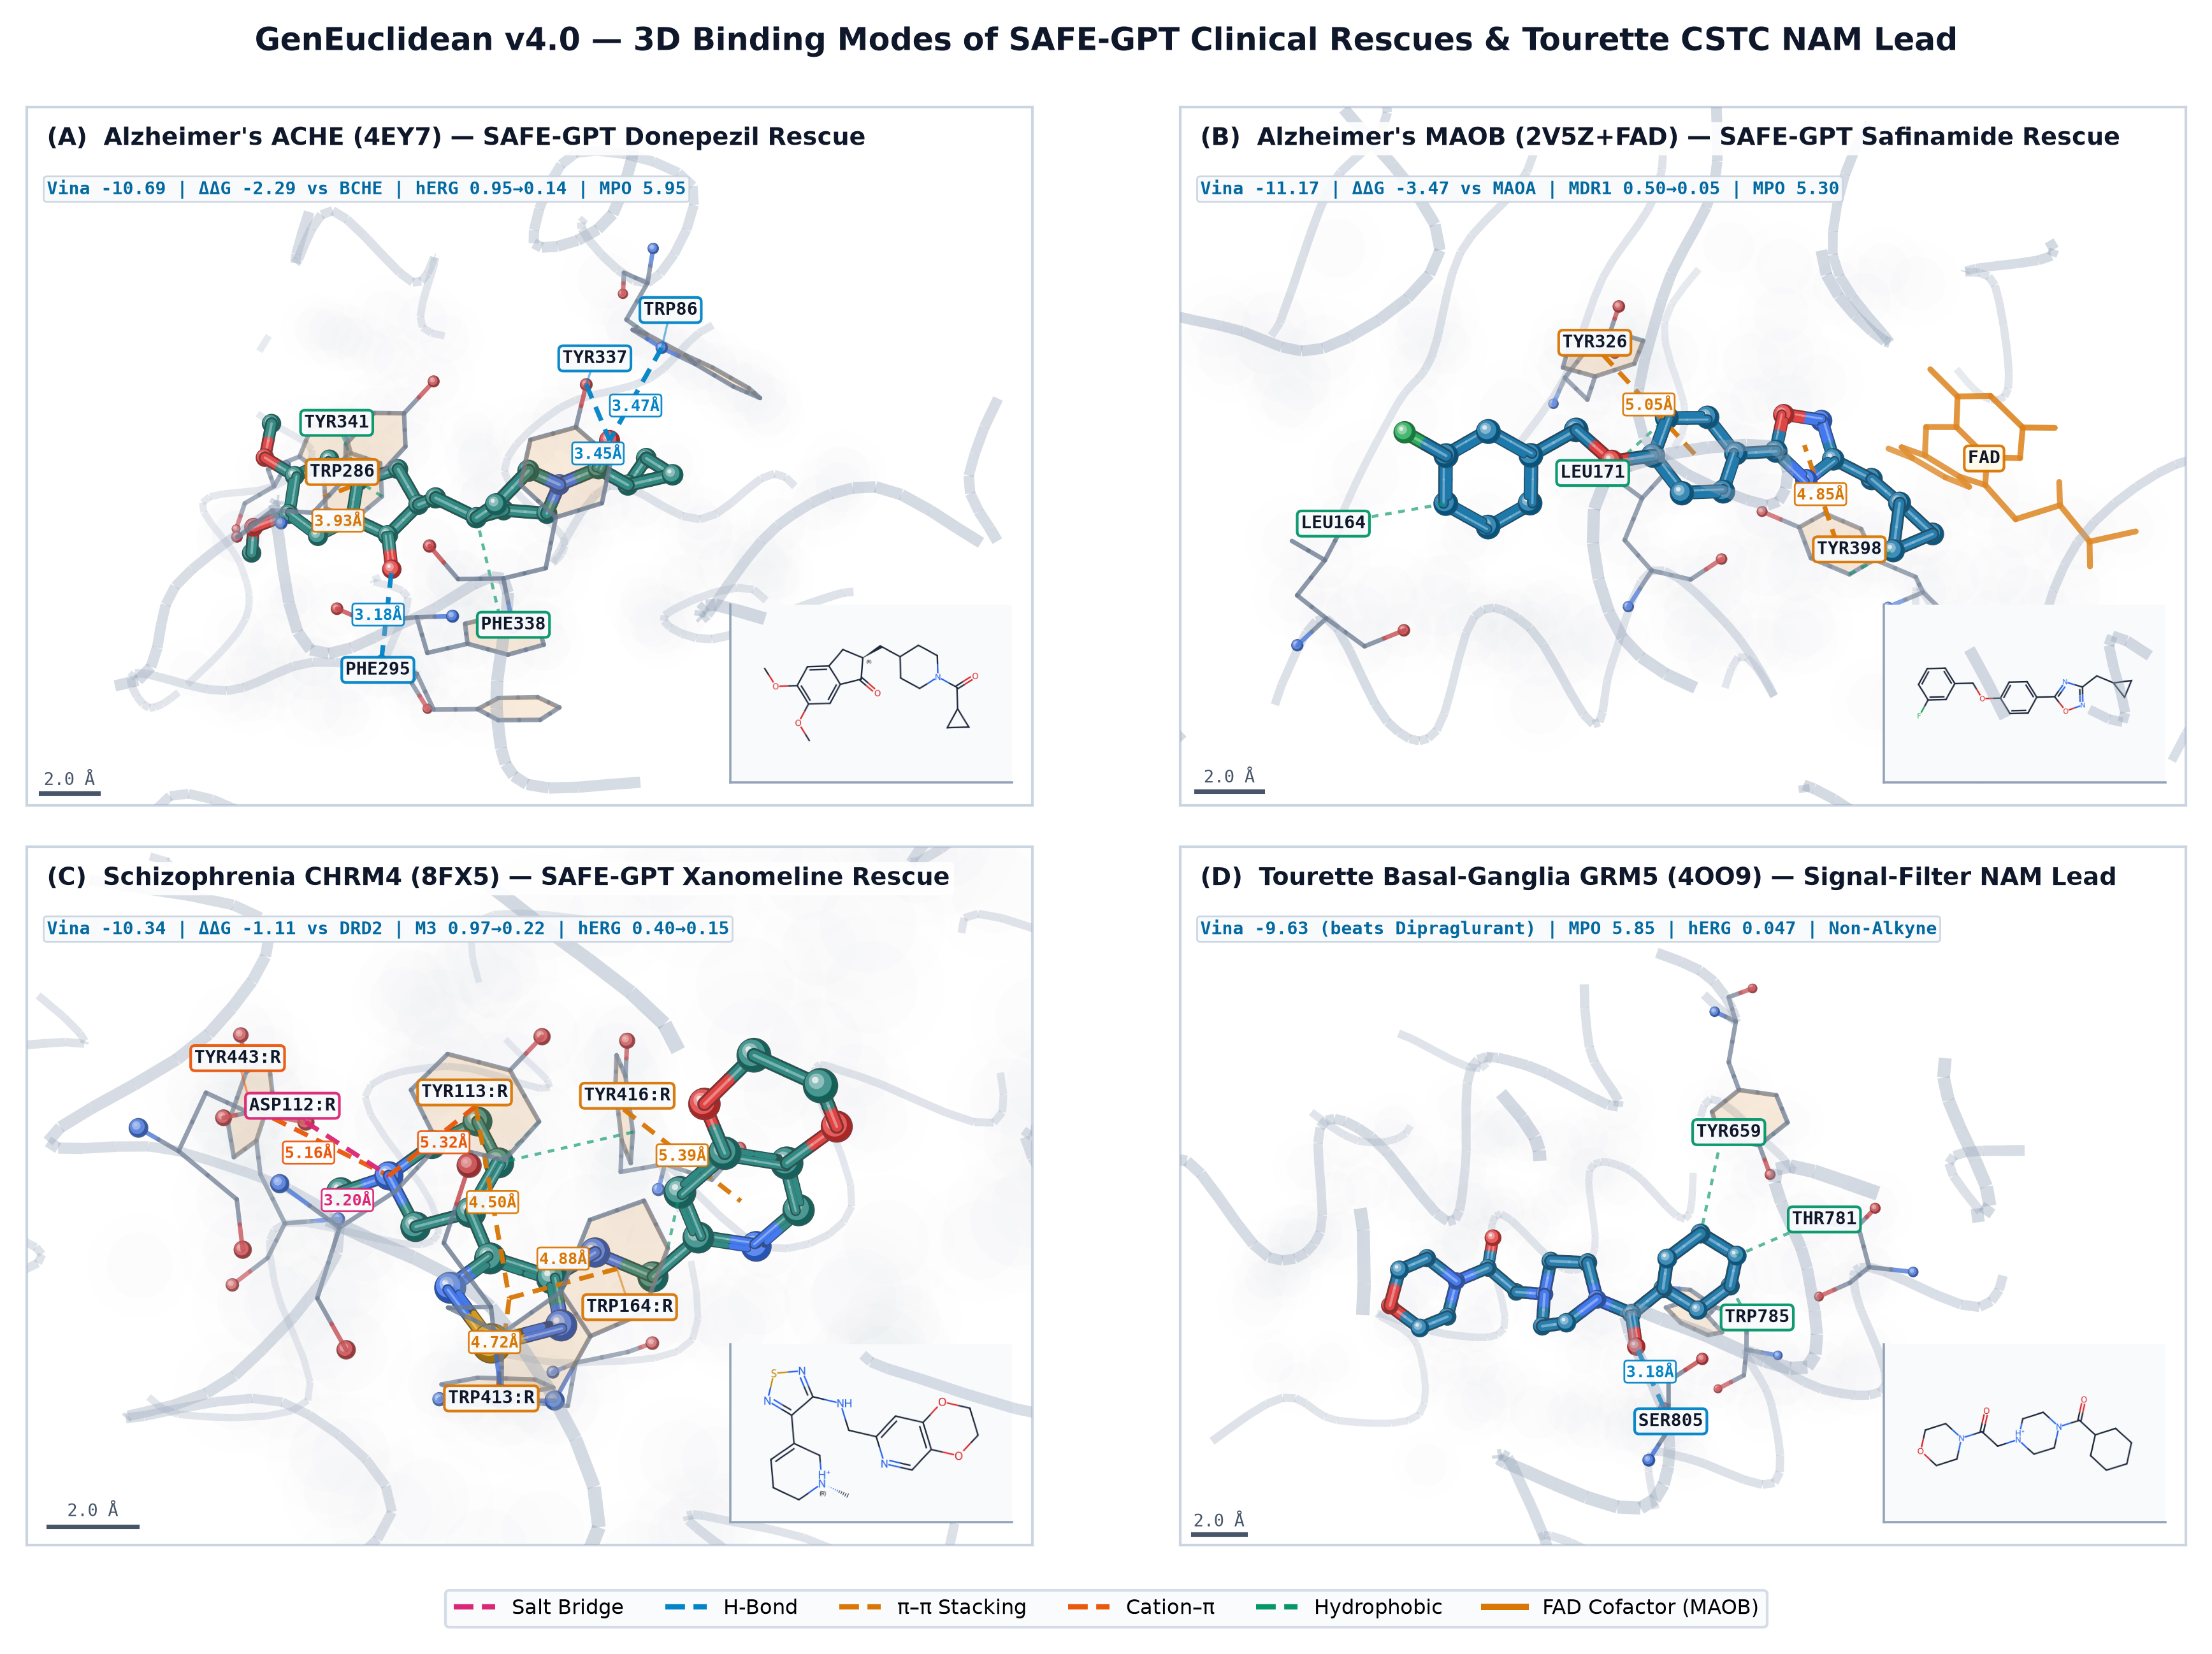 GenEuclidean v4.0 — 3D Binding Modes of SAFE-GPT Clinical Rescues & Tourette CSTC NAM Lead
(A) Alzheimer's ACHE (4EY7) — SAFE-GPT Donepezil Rescue
Vina -10.69 | ΔΔG -2.29 vs BCHE | hERG 0.95→0.14 | MPO 5.95
TRP86
TYR337
3.47Å
TYR341
3.45Å
TRP286
3.93Å
3.18Å
PHE338
PHE295
O
O
O
N
O
2.0 Å
(B) Alzheimer's MAOB (2V5Z+FAD) — SAFE-GPT Safinamide Rescue
Vina -11.17 | ΔΔG -3.47 vs MAOA | MDR1 0.50→0.05 | MPO 5.30
TYR326
5.05Å
FAD
LEU171
4.85Å
LEU164
TYR398
F
O
N
O
N
2.0 Å
(C) Schizophrenia CHRM4 (8FX5) — SAFE-GPT Xanomeline Rescue
Vina -10.34 | ΔΔG -1.11 vs DRD2 | M3 0.97→0.22 | hERG 0.40→0.15
TYR443:R
TYR113:R
TYR416:R
ASP112:R
5.32Å
5.16Å
5.39Å
3.20Å
4.50Å
4.88Å
TRP164:R
4.72Å
TRP413:R
S
N
N
NH
O
O
N
H+
N
(R)
2.0 Å
(D) Tourette Basal-Ganglia GRM5 (4OO9) — Signal-Filter NAM Lead
Vina -9.63 (beats Dipraglurant) | MPO 5.85 | hERG 0.047 | Non-Alkyne
TYR659
THR781
TRP785
3.18Å
SER805
O
N
O
H+
N
N
O
2.0 Å
Salt Bridge
H-Bond
π–π Stacking
Cation–π
Hydrophobic
FAD Cofactor (MAOB)